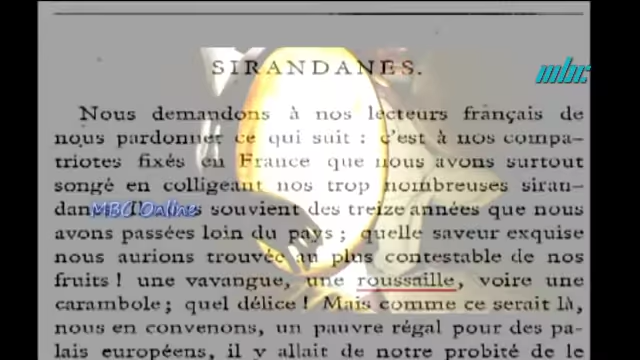 SIRANDANES.
mbc
Nous demandons à nos lecteurs français de
nous pardonner ce qui suit : c'est à nos compa-
triotes fixés en France que nous avons surtout
songé en colligeant nos trop nombreuses siran-
danes. souvient des treize années que nous
MBC Online
avons passées loin du pays ; quelle saveur exquise
nous aurions trouvée au plus contestable de nos
fruits ! une vavangue, une roussaille, voire une
carambole ; quel délice ! Mais comme ce serait là,
nous en convenons, un pauvre régal pour des pa-
lais européens, il y allait de notre probité de le